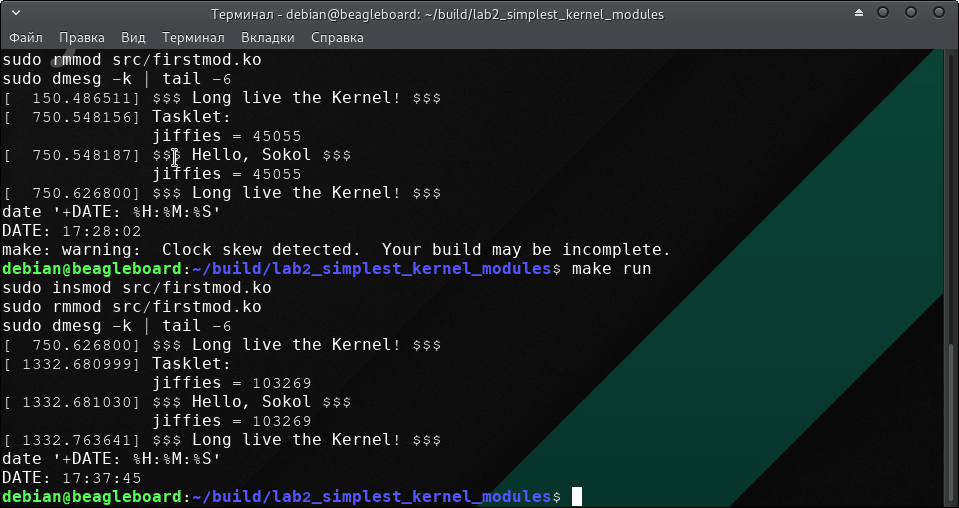 Терминал - debian@beagleboard: ~/build/lab2_simplest_kernel_modules
Файл Правка Вид Терминал Вкладки Справка
sudo rmmod src/firstmod.ko
sudo dmesg -k | tail -6
[  150.486511] $$$ Long live the Kernel! $$$
[  750.548156] Tasklet:
               jiffies = 45055
[  750.548187] $$$ Hello, Sokol $$$
               jiffies = 45055
[  750.626800] $$$ Long live the Kernel! $$$
date '+DATE: %H:%M:%S'
DATE: 17:28:02
make: warning:  Clock skew detected.  Your build may be incomplete.
debian@beagleboard:~/build/lab2_simplest_kernel_modules$ make run
sudo insmod src/firstmod.ko
sudo rmmod src/firstmod.ko
sudo dmesg -k | tail -6
[  750.626800] $$$ Long live the Kernel! $$$
[ 1332.680999] Tasklet:
               jiffies = 103269
[ 1332.681030] $$$ Hello, Sokol $$$
               jiffies = 103269
[ 1332.763641] $$$ Long live the Kernel! $$$
date '+DATE: %H:%M:%S'
DATE: 17:37:45
debian@beagleboard:~/build/lab2_simplest_kernel_modules$